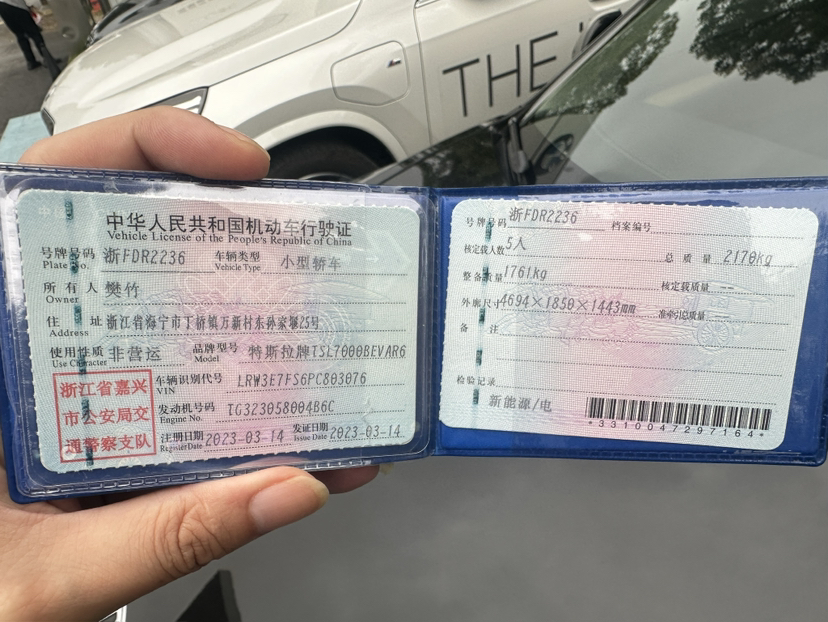 THE
中华人民共和国机动车行驶证
Vehicle License of the People's Republic of China
号牌号码 浙FDR2236 车辆类型 小型轿车
Plate No. Vehicle Type
所有人 樊竹
Owner
住址 浙江省海宁市丁桥镇万新村东孙家堰25号
Address
使用性质 非营运 品牌型号 特斯拉牌TSL7000BEVAR6
Use Character Model
浙江省嘉兴
市公安局交
通警察支队
车辆识别代号 LRW3E7FS6PC803076
VIN
发动机号码 TG323058004B6C
Engine No.
注册日期 2023-03-14 发证日期 2023-03-14
Register Date Issue Date
号牌号码 浙FDR2236 档案编号
核定载人数 5人 总质量 2170kg
整备质量 1761kg 核定载质量 --
外廓尺寸 4694×1850×1443mm 准牵引总质量 --
备注
检验记录
新能源/电
*3310047297164*